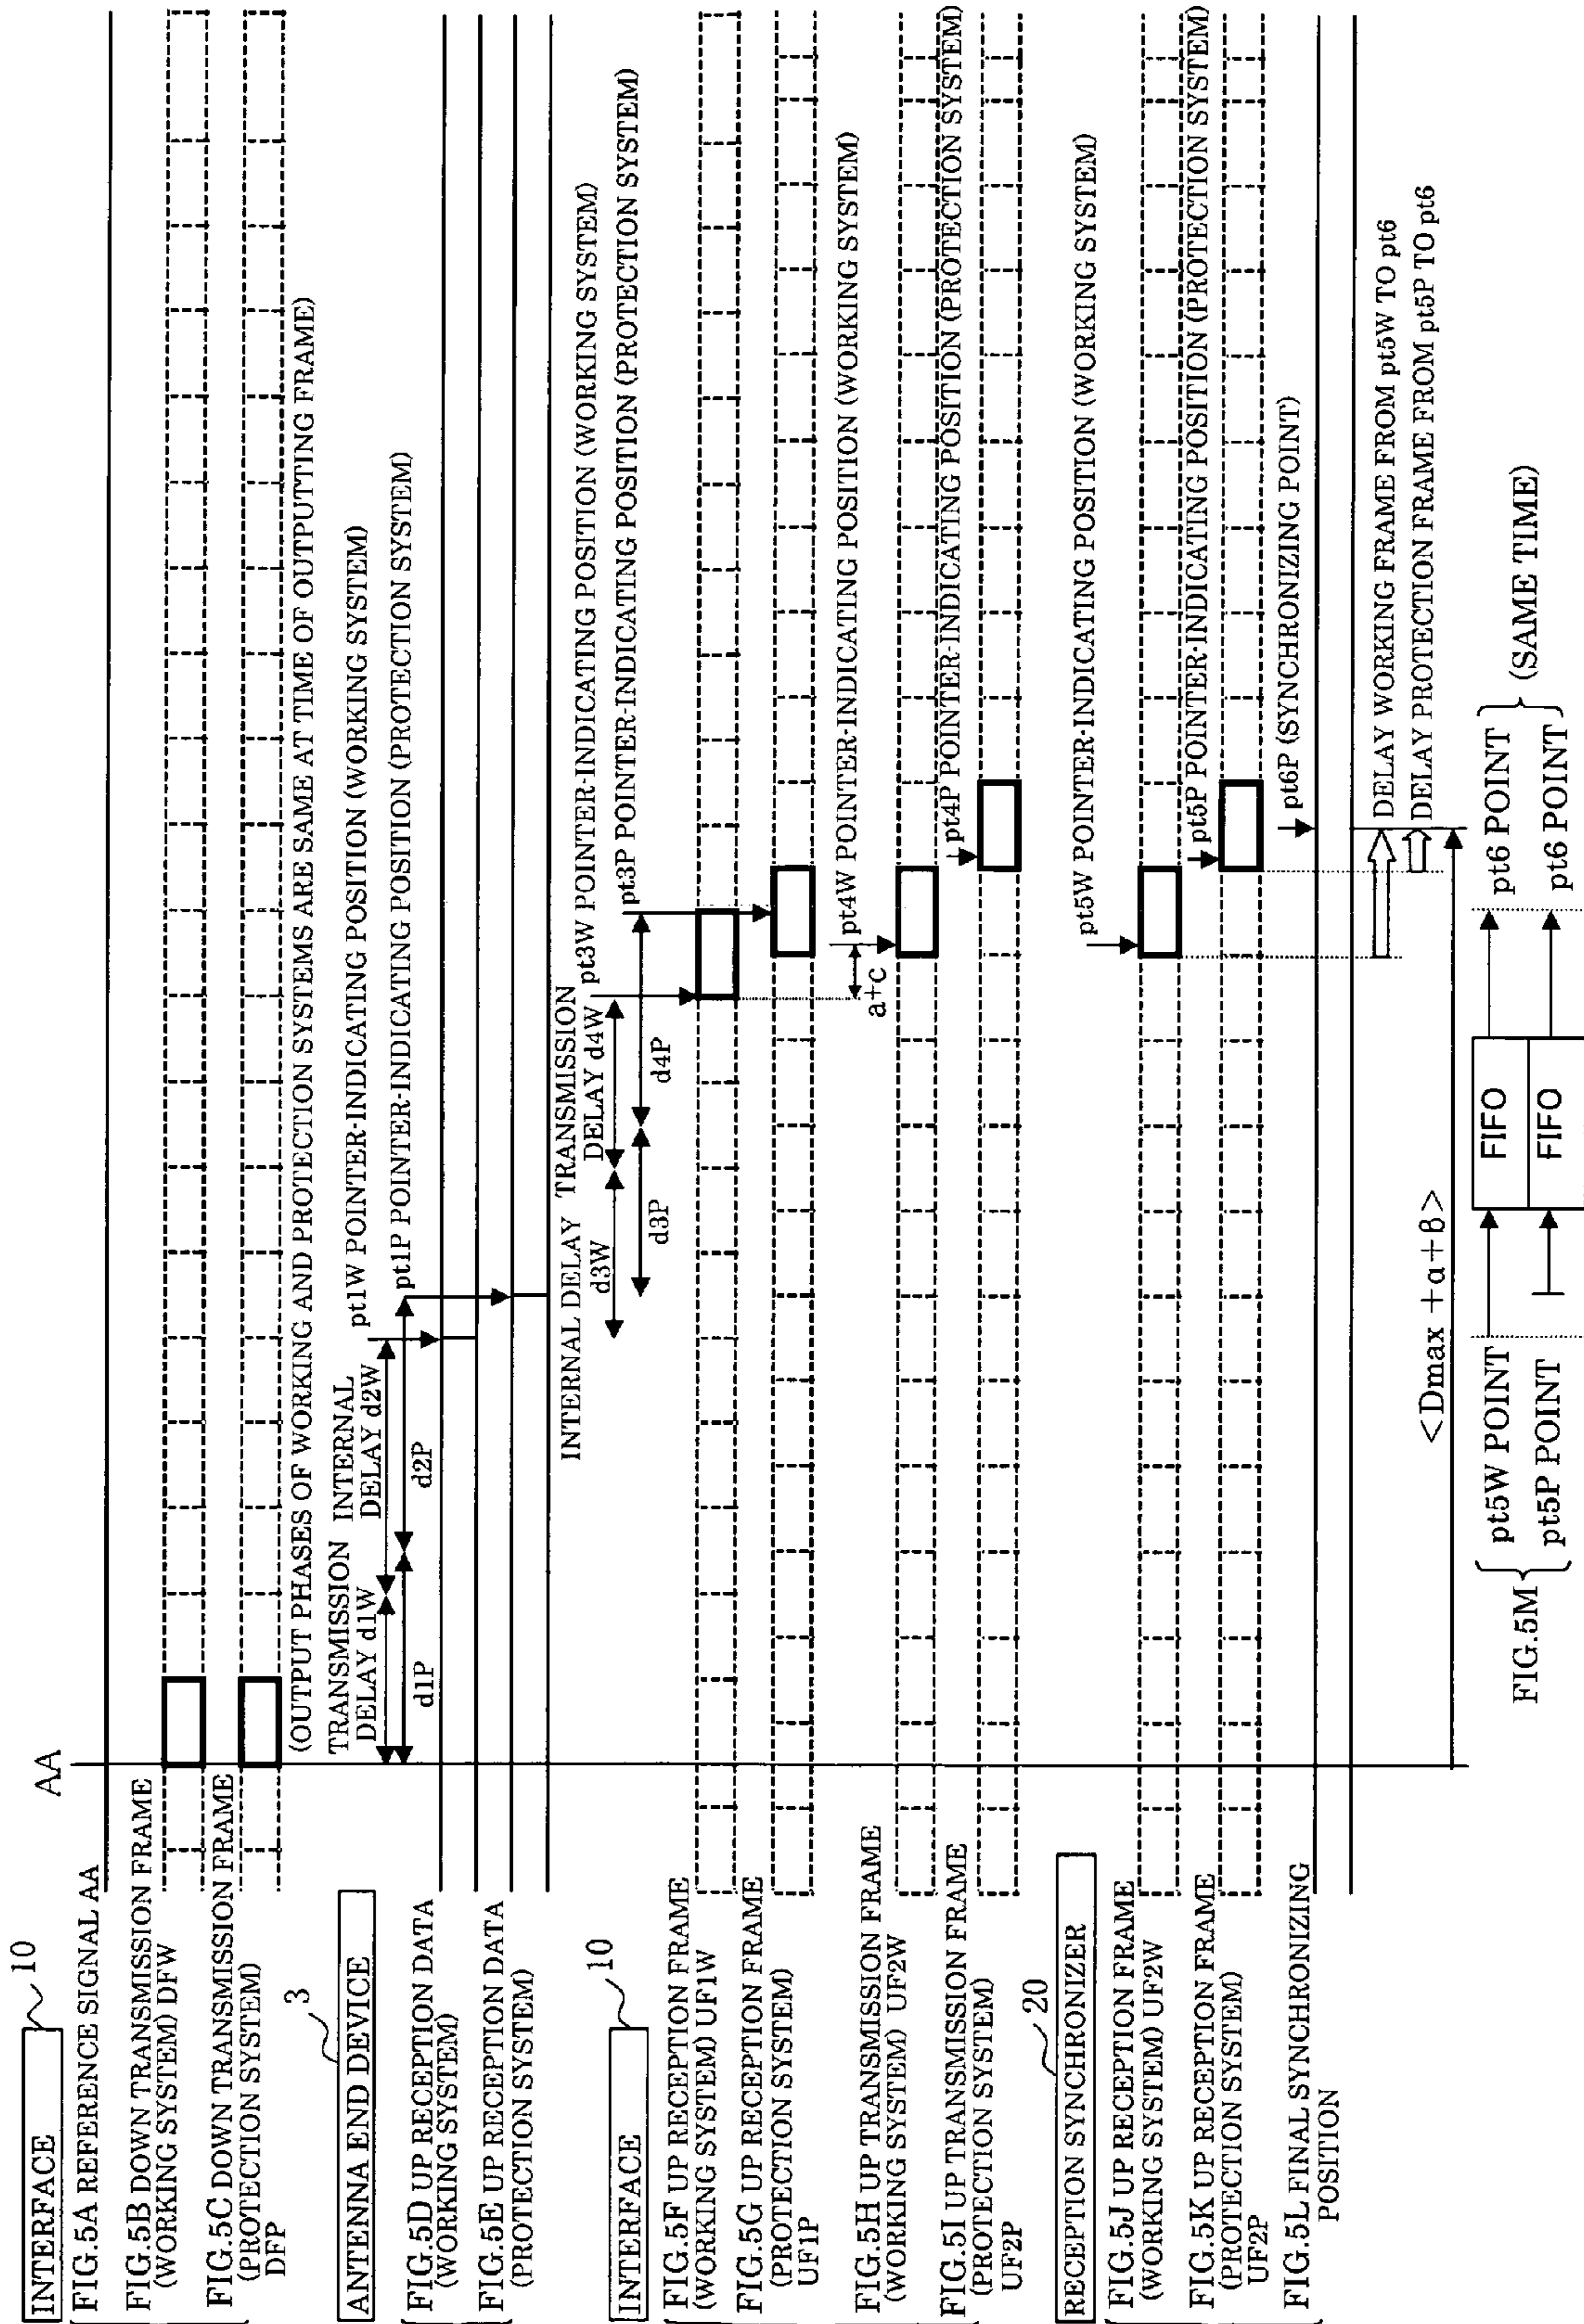 AA
INTERFACE
10
FIG.5A REFERENCE SIGNAL AA
FIG.5B DOWN TRANSMISSION FRAME
(WORKING SYSTEM) DFW
FIG.5C DOWN TRANSMISSION FRAME
(PROTECTION SYSTEM)
DFP
(OUTPUT PHASES OF WORKING AND PROTECTION SYSTEMS ARE SAME AT TIME OF OUTPUTTING FRAME)
ANTENNA END DEVICE
3
TRANSMISSION
DELAY d1W
INTERNAL
DELAY d2W
pt1W POINTER-INDICATING POSITION (WORKING SYSTEM)
d1P
d2P
pt1P POINTER-INDICATING POSITION (PROTECTION SYSTEM)
FIG.5D UP RECEPTION DATA
(WORKING SYSTEM)
FIG.5E UP RECEPTION DATA
(PROTECTION SYSTEM)
INTERFACE
10
INTERNAL DELAY
d3W
TRANSMISSION
DELAY d4W
pt3W POINTER-INDICATING POSITION (WORKING SYSTEM)
d3P
d4P
pt3P POINTER-INDICATING POSITION (PROTECTION SYSTEM)
FIG.5F UP RECEPTION FRAME
(WORKING SYSTEM) UF1W
FIG.5G UP RECEPTION FRAME
(PROTECTION SYSTEM)
UF1P
pt4W POINTER-INDICATING POSITION (WORKING SYSTEM)
a+c
FIG.5H UP TRANSMISSION FRAME
(WORKING SYSTEM) UF2W
pt4P POINTER-INDICATING POSITION (PROTECTION SYSTEM)
FIG.5I UP TRANSMISSION FRAME
(PROTECTION SYSTEM)
UF2P
RECEPTION SYNCHRONIZER
20
pt5W POINTER-INDICATING POSITION (WORKING SYSTEM)
FIG.5J UP RECEPTION FRAME
(WORKING SYSTEM) UF2W
pt5P POINTER-INDICATING POSITION (PROTECTION SYSTEM)
FIG.5K UP RECEPTION FRAME
(PROTECTION SYSTEM)
UF2P
pt6P (SYNCHRONIZING POINT)
FIG.5L FINAL SYNCHRONIZING
POSITION
DELAY WORKING FRAME FROM pt5W TO pt6
DELAY PROTECTION FRAME FROM pt5P TO pt6
<Dmax +α+β>
FIG.5M
pt5W POINT
FIFO
pt6 POINT
pt5P POINT
FIFO
pt6 POINT
(SAME TIME)